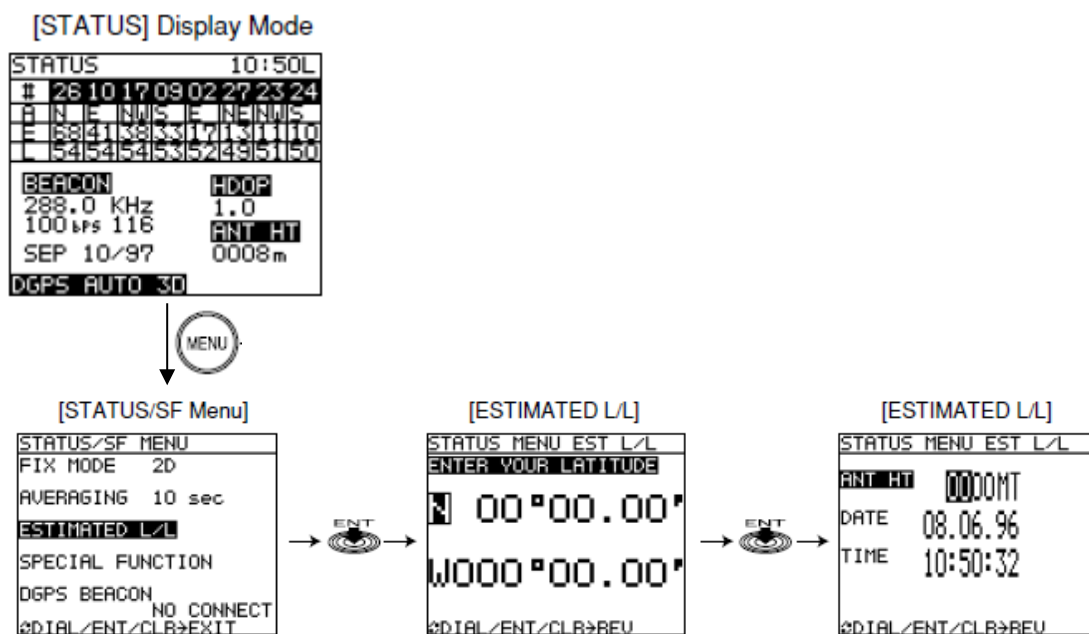 [STATUS] Display Mode
STATUS 10:50L
# 26 10 17 09 02 27 23 24
A N E NW S E NE NW S
E 68 41 38 33 17 13 11 10
L 54 54 54 53 52 49 51 50
BEACON HDOP
288.0 KHz 1.0
100 bps 116 ANT HT
SEP 10/97 0008m
DGPS AUTO 3D
MENU
[STATUS/SF Menu] [ESTIMATED L/L] [ESTIMATED L/L]
STATUS/SF MENU
FIX MODE 2D
AVERAGING 10 sec
ESTIMATED L/L
SPECIAL FUNCTION
DGPS BEACON
NO CONNECT
DIAL/ENT/CLR→EXIT
ENT
STATUS MENU EST L/L
ENTER YOUR LATITUDE
N 00°00.00'
W000°00.00'
DIAL/ENT/CLR→REV
ENT
STATUS MENU EST L/L
ANT HT 0000MT
DATE 08.06.96
TIME 10:50:32
DIAL/ENT/CLR→REV